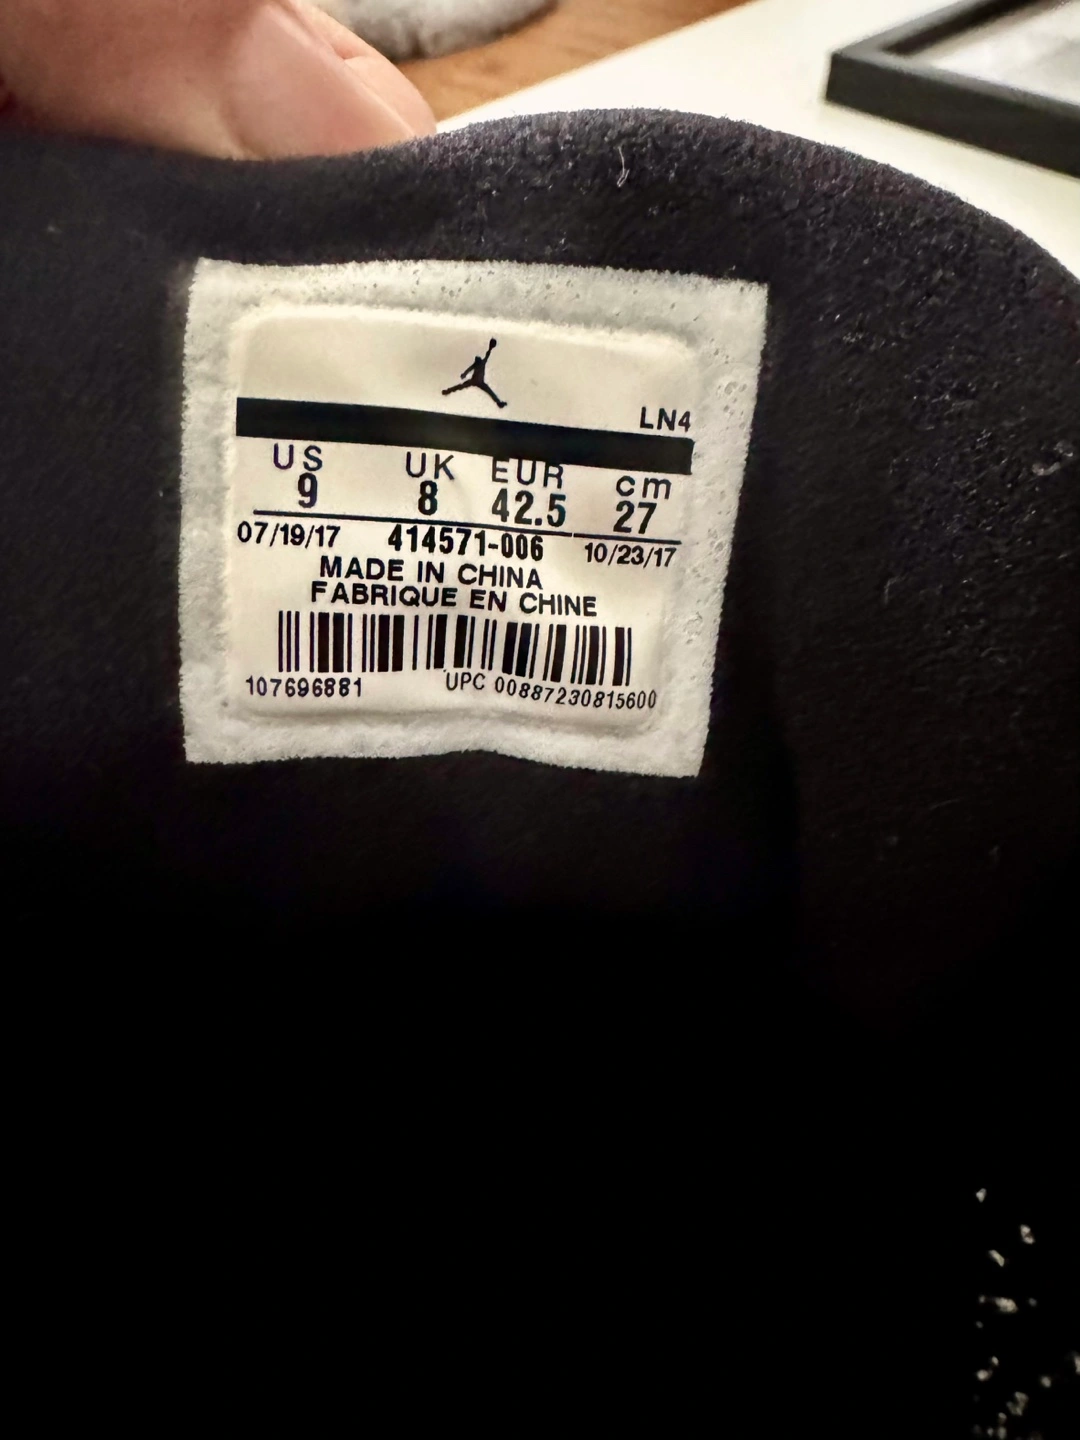 LN4
US UK EUR cm
9 8 42.5 27
07/19/17 414571-006 10/23/17
MADE IN CHINA
FABRIQUE EN CHINE
107696881 UPC 00887230815600